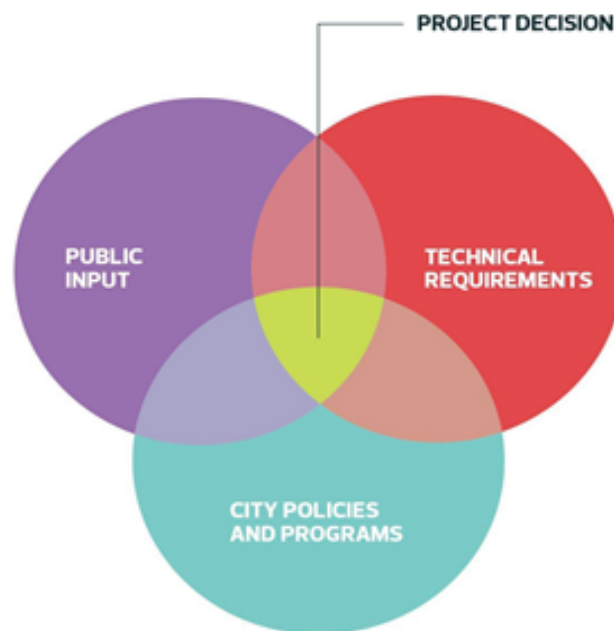 PROJECT DECISION
PUBLIC
INPUT
TECHNICAL
REQUIREMENTS
CITY POLICIES
AND PROGRAMS